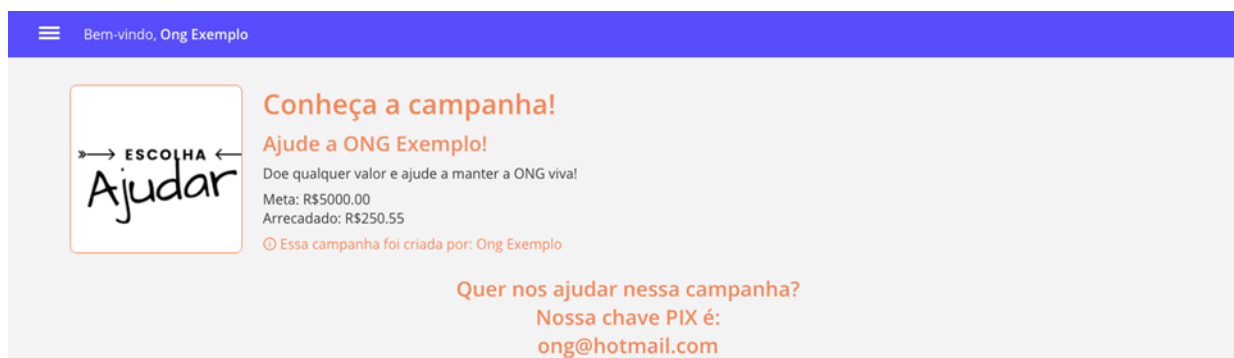 Bem-vindo, Ong Exemplo
ESCOLHA
Ajudar
Conheça a campanha!
Ajude a ONG Exemplo!
Doe qualquer valor e ajude a manter a ONG viva!
Meta: R$5000.00
Arrecadado: R$250.55
Essa campanha foi criada por: Ong Exemplo
Quer nos ajudar nessa campanha?
Nossa chave PIX é:
ong@hotmail.com